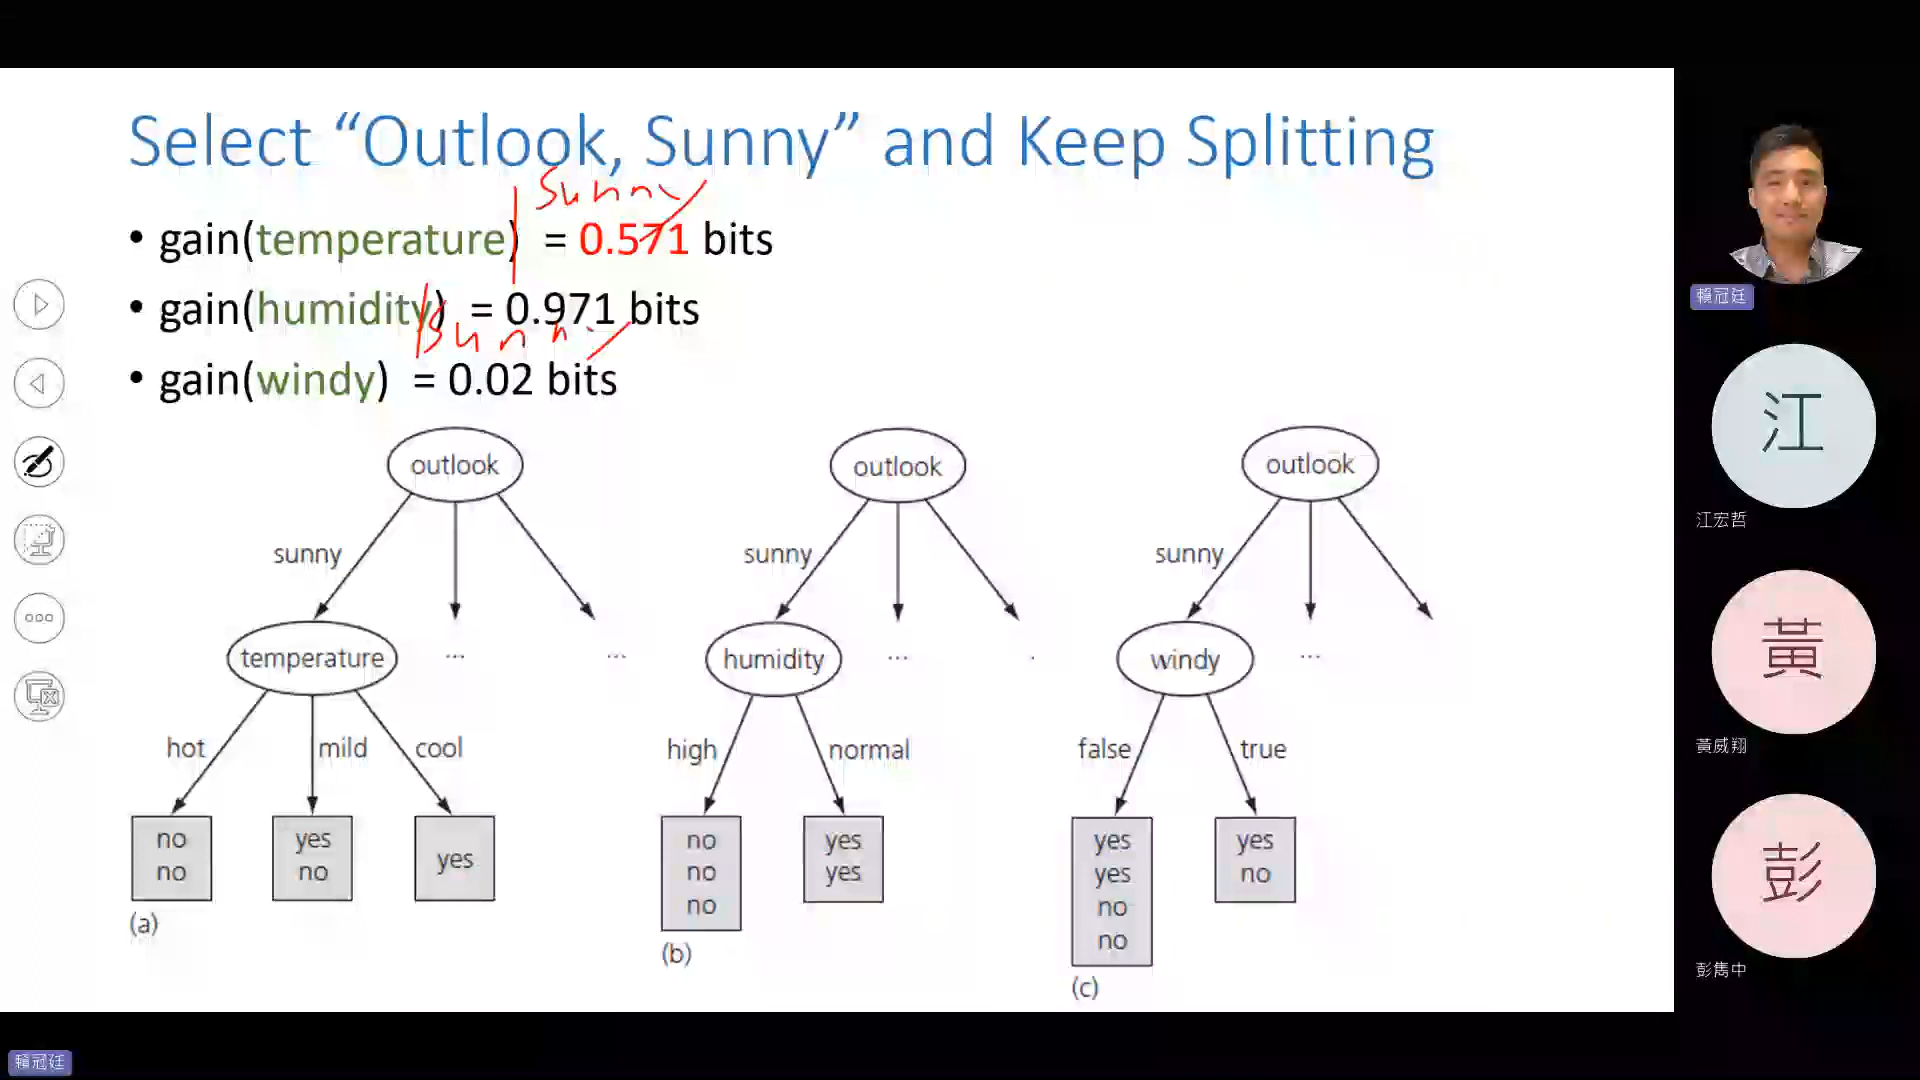 Select “Outlook, Sunny” and Keep Splitting
Sunny
• gain(temperature) = 0.571 bits
• gain(humidity) = 0.971 bits
Sunny
• gain(windy) = 0.02 bits
outlook
sunny
temperature
...
...
hot
mild
cool
no
no
yes
no
yes
(a)
outlook
sunny
humidity
...
.
high
normal
no
no
no
yes
yes
(b)
outlook
sunny
windy
...
false
true
yes
yes
no
no
yes
no
(c)
賴冠廷
江
江宏哲
黃
黃威翔
彭
彭雋中
賴冠廷